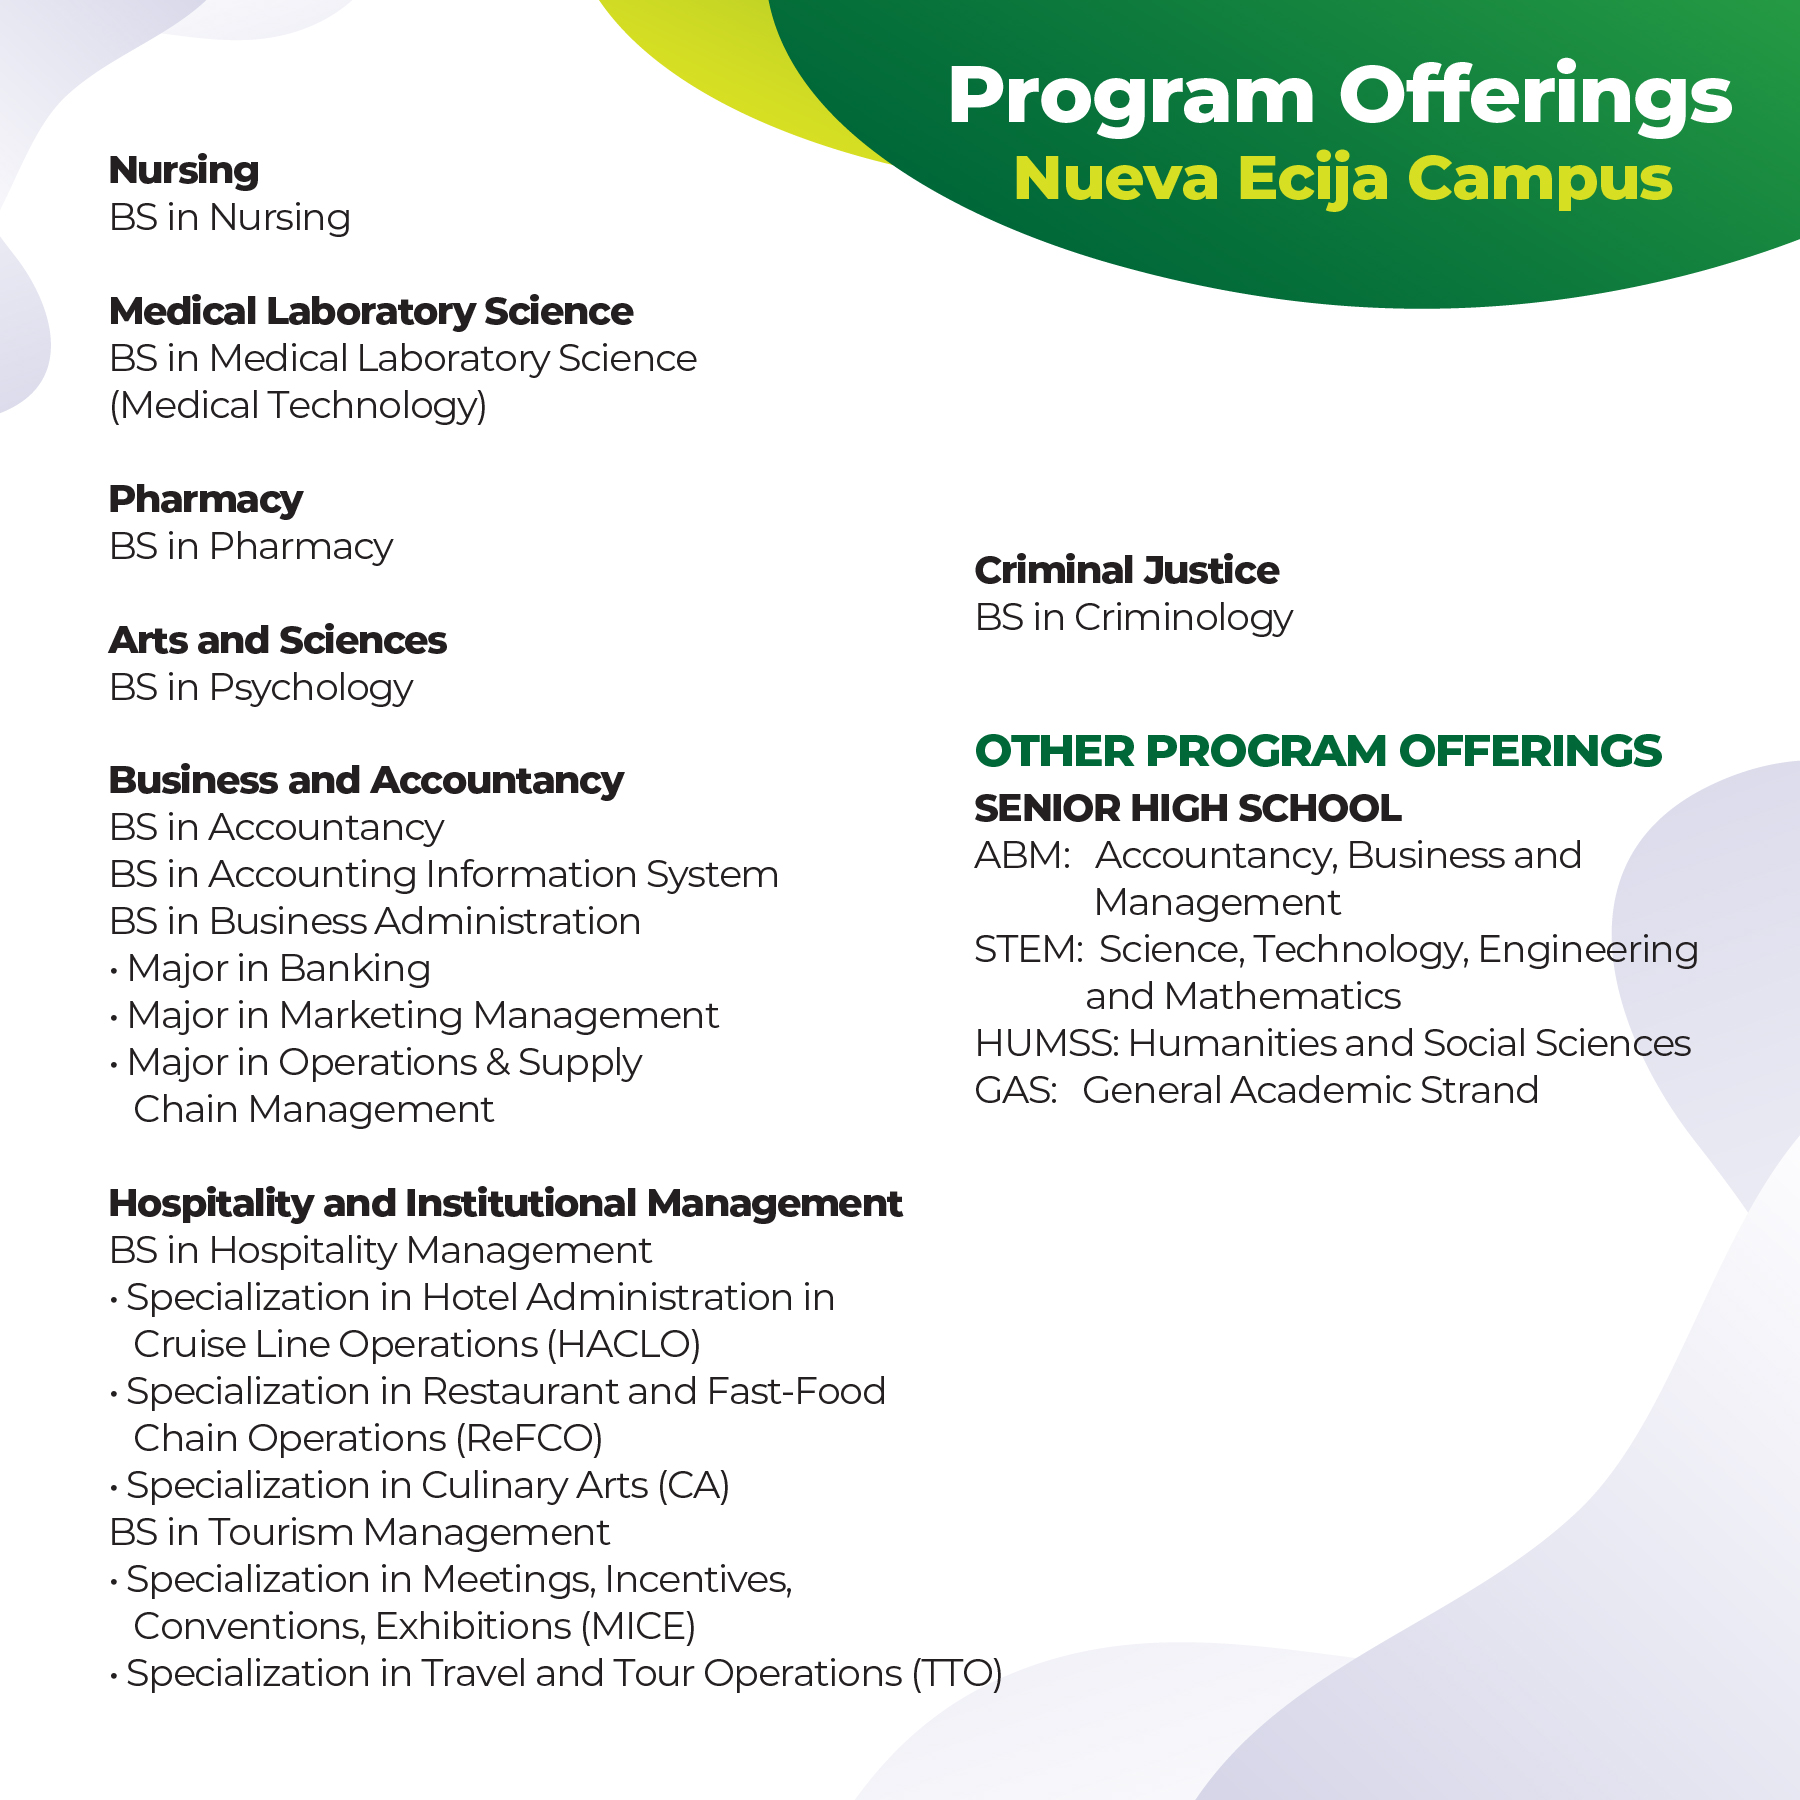 Program Offerings
Nueva Ecija Campus
Nursing
BS in Nursing
Medical Laboratory Science
BS in Medical Laboratory Science
(Medical Technology)
Pharmacy
BS in Pharmacy
Arts and Sciences
BS in Psychology
Business and Accountancy
BS in Accountancy
BS in Accounting Information System
BS in Business Administration
• Major in Banking
• Major in Marketing Management
• Major in Operations & Supply
Chain Management
Hospitality and Institutional Management
BS in Hospitality Management
• Specialization in Hotel Administration in
Cruise Line Operations (HACLO)
• Specialization in Restaurant and Fast-Food
Chain Operations (ReFCO)
• Specialization in Culinary Arts (CA)
BS in Tourism Management
• Specialization in Meetings, Incentives,
Conventions, Exhibitions (MICE)
• Specialization in Travel and Tour Operations (TTO)
Criminal Justice
BS in Criminology
OTHER PROGRAM OFFERINGS
SENIOR HIGH SCHOOL
ABM: Accountancy, Business and
Management
STEM: Science, Technology, Engineering
and Mathematics
HUMSS: Humanities and Social Sciences
GAS: General Academic Strand